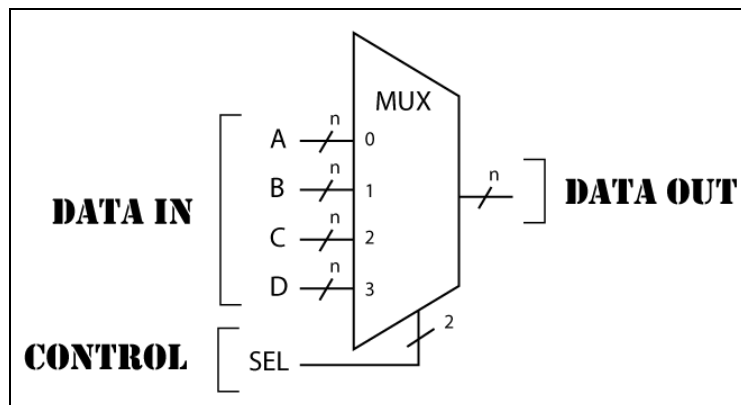 MUX
n
A 0
n
B 1
n
DATA IN
n
DATA OUT
C 2
n
D 3
2
CONTROL
SEL